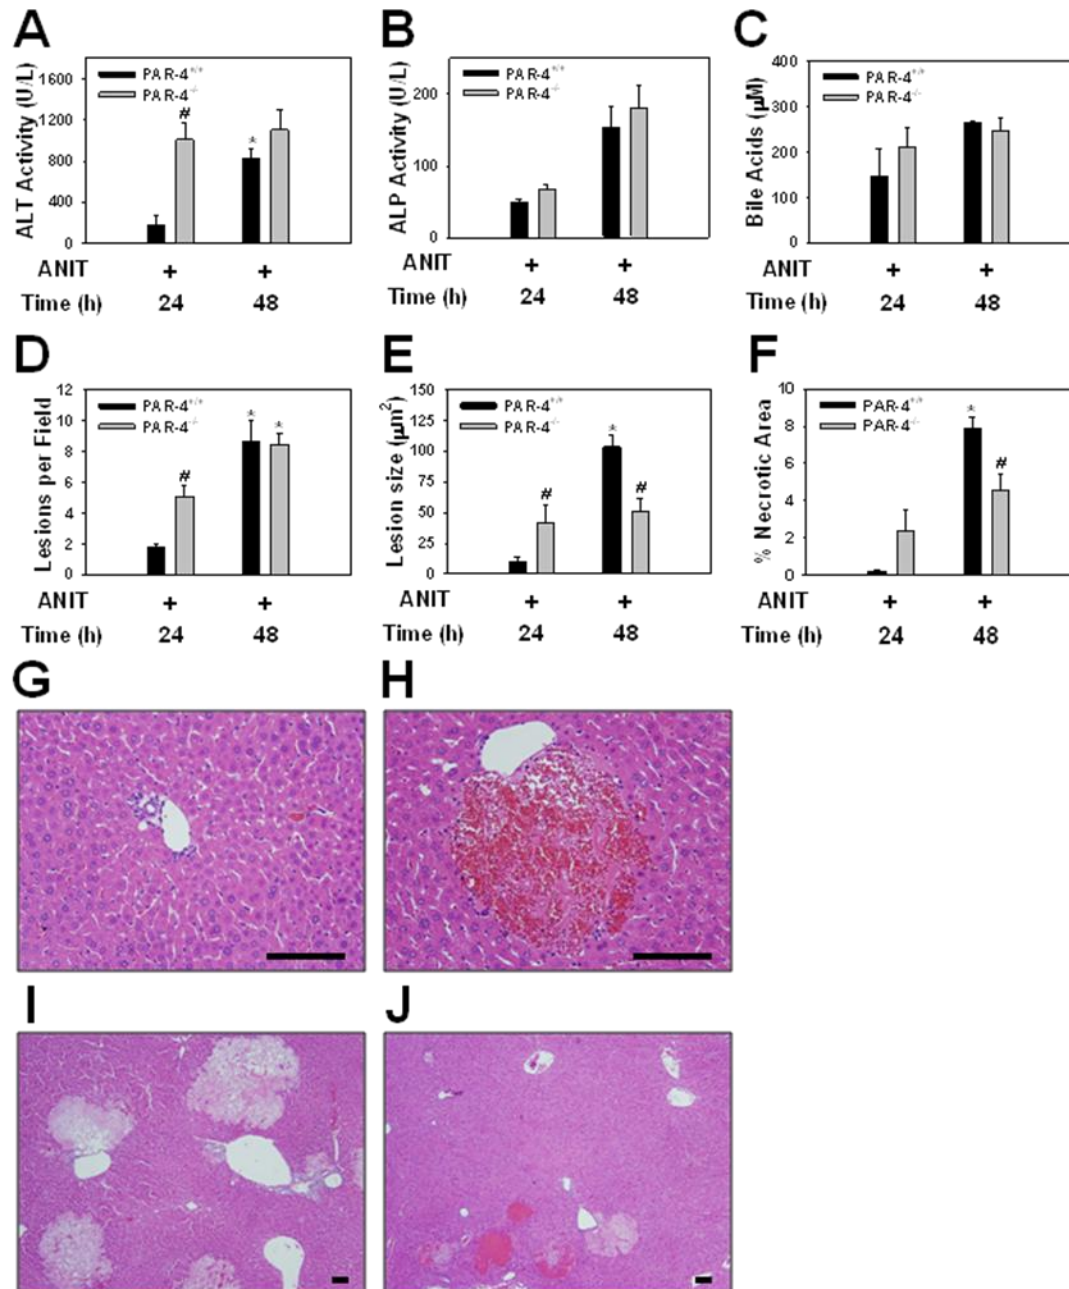 A
B
C
ALT Activity (U/L)
1600
1200
800
400
0
PAR-4+/+
PAR-4-/-
#
*
ANIT + +
Time (h) 24 48
ALP Activity (U/L)
200
100
0
PAR-4+/+
PAR-4-/-
ANIT + +
Time (h) 24 48
Bile Acids (µM)
400
300
200
100
0
PAR-4+/+
PAR-4-/-
ANIT + +
Time (h) 24 48
D
E
F
Lesions per Field
12
10
8
6
4
2
0
PAR-4+/+
PAR-4-/-
#
* *
ANIT + +
Time (h) 24 48
Lesion size (µm2)
150
125
100
75
50
25
0
PAR-4+/+
PAR-4-/-
#
* #
ANIT + +
Time (h) 24 48
% Necrotic Area
10
8
6
4
2
0
PAR-4+/+
PAR-4-/-
* #
ANIT + +
Time (h) 24 48
G
H
I
J